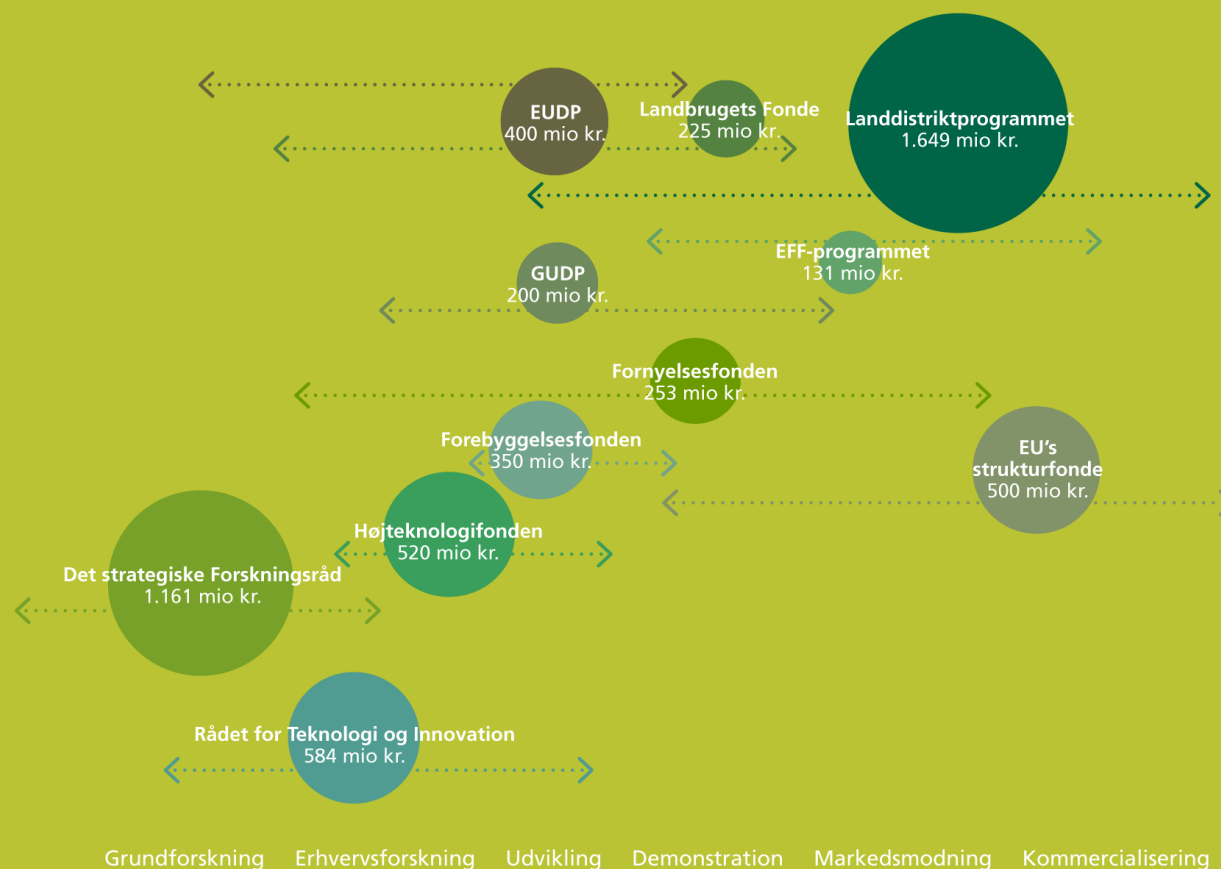 EUDP
400 mio kr.
Landbrugets Fonde
225 mio kr.
Landdistriktprogrammet
1.649 mio kr.
EFF-programmet
131 mio kr.
GUDP
200 mio kr.
Fornyelsesfonden
253 mio kr.
Forebyggelsesfonden
350 mio kr.
EU’s
strukturfonde
500 mio kr.
Højteknologifonden
520 mio kr.
Det strategiske Forskningsråd
1.161 mio kr.
Rådet for Teknologi og Innovation
584 mio kr.
Grundforskning Erhvervsforskning Udvikling Demonstration Markedsmodning Kommercialisering